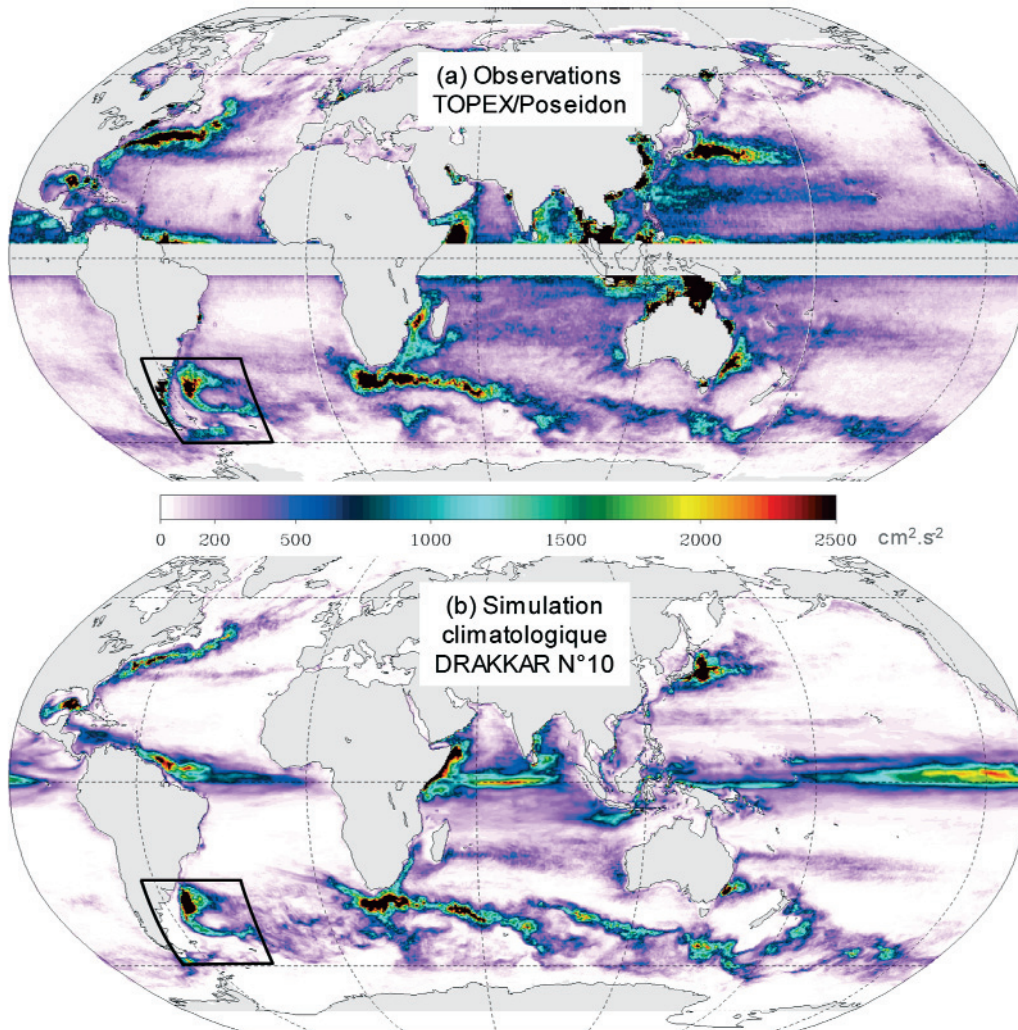 (a) Observations
TOPEX/Poseidon
0 200 500 1000 1500 2000 2500 cm².s²
(b) Simulation
climatologique
DRAKKAR N°10